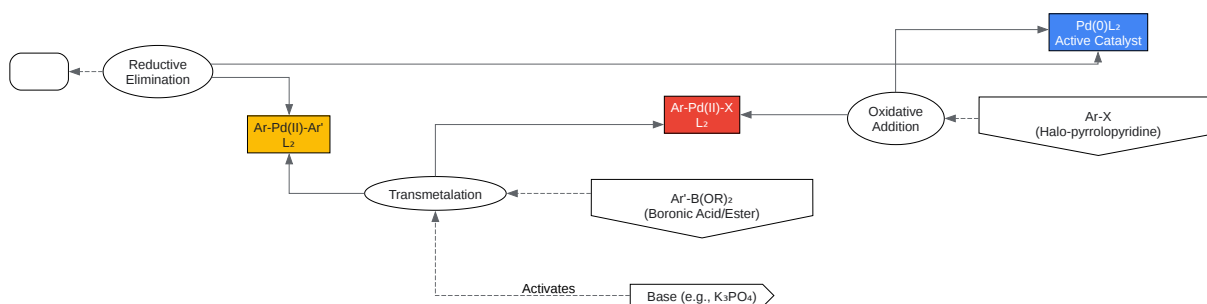 Pd(0)L₂
Active Catalyst
Reductive
Elimination
Ar-Pd(II)-X
L₂
Oxidative
Addition
Ar-X
(Halo-pyrrolopyridine)
Ar-Pd(II)-Ar'
L₂
Transmetalation
Ar'-B(OR)₂
(Boronic Acid/Ester)
Activates
Base (e.g., K₃PO₄)